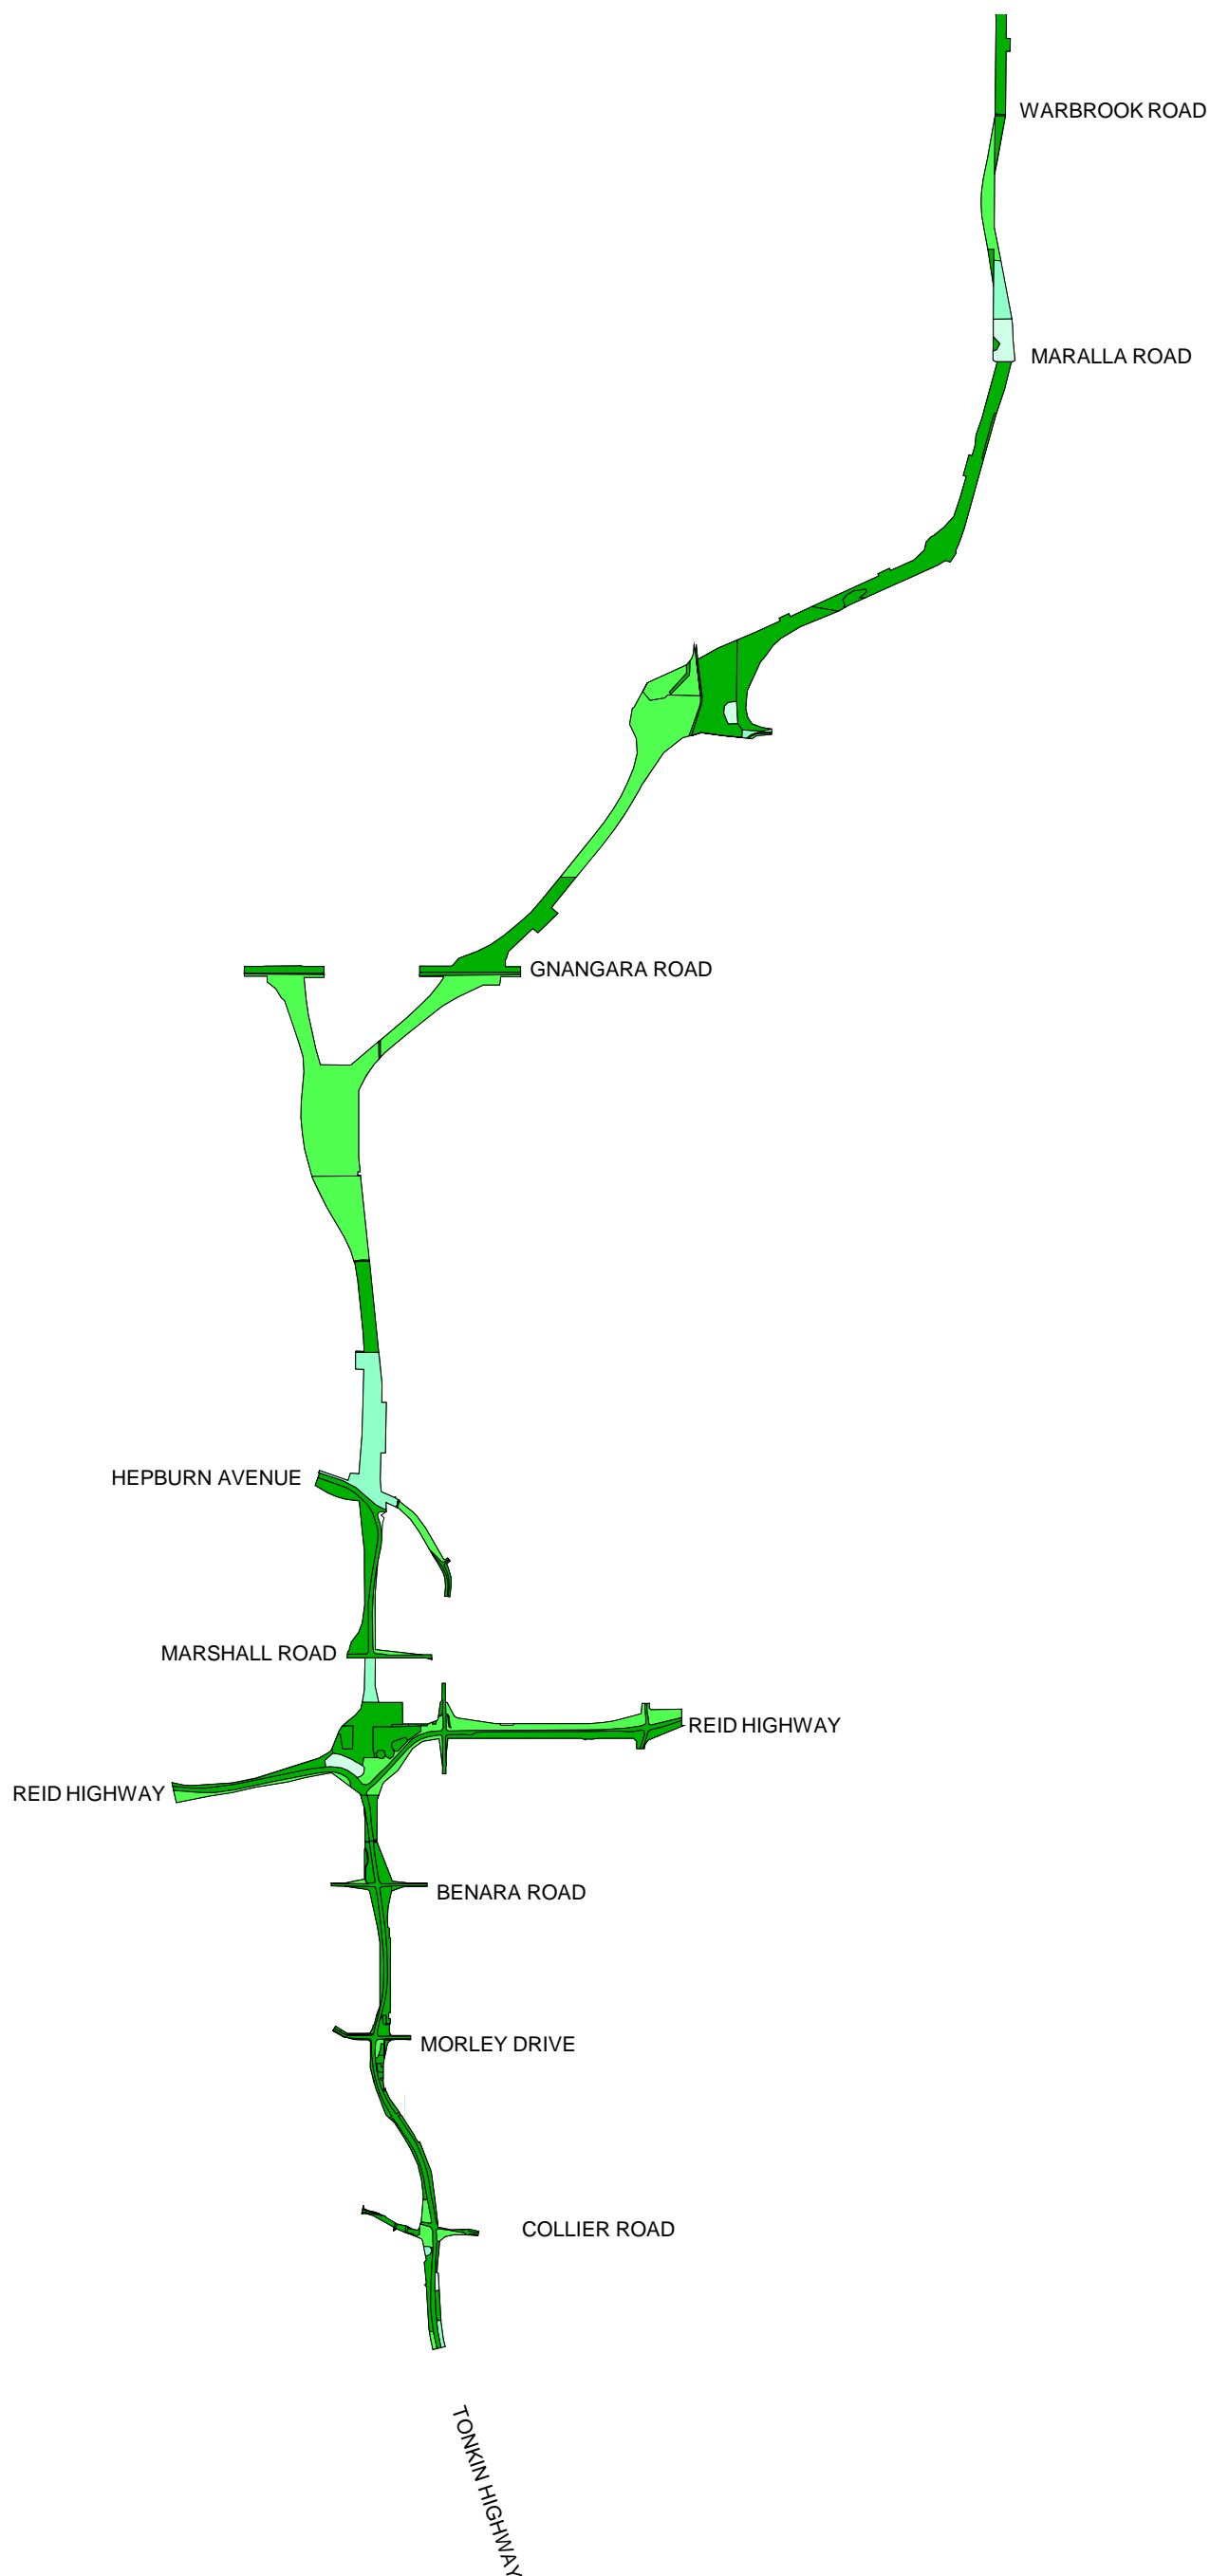 WARBROOK ROAD
MARALLA ROAD
GNANGARA ROAD
HEPBURN AVENUE
MARSHALL ROAD
REID HIGHWAY
REID HIGHWAY
BENARA ROAD
MORLEY DRIVE
COLLIER ROAD
TONKIN HIGHWAY